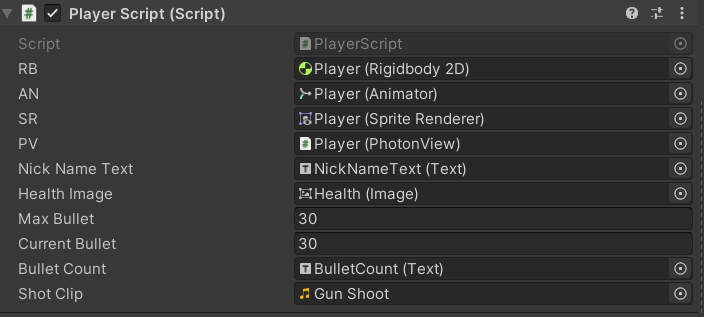 Player Script (Script)
Script PlayerScript
RB Player (Rigidbody 2D)
AN Player (Animator)
SR Player (Sprite Renderer)
PV Player (PhotonView)
Nick Name Text NickNameText (Text)
Health Image Health (Image)
Max Bullet 30
Current Bullet 30
Bullet Count BulletCount (Text)
Shot Clip Gun Shoot